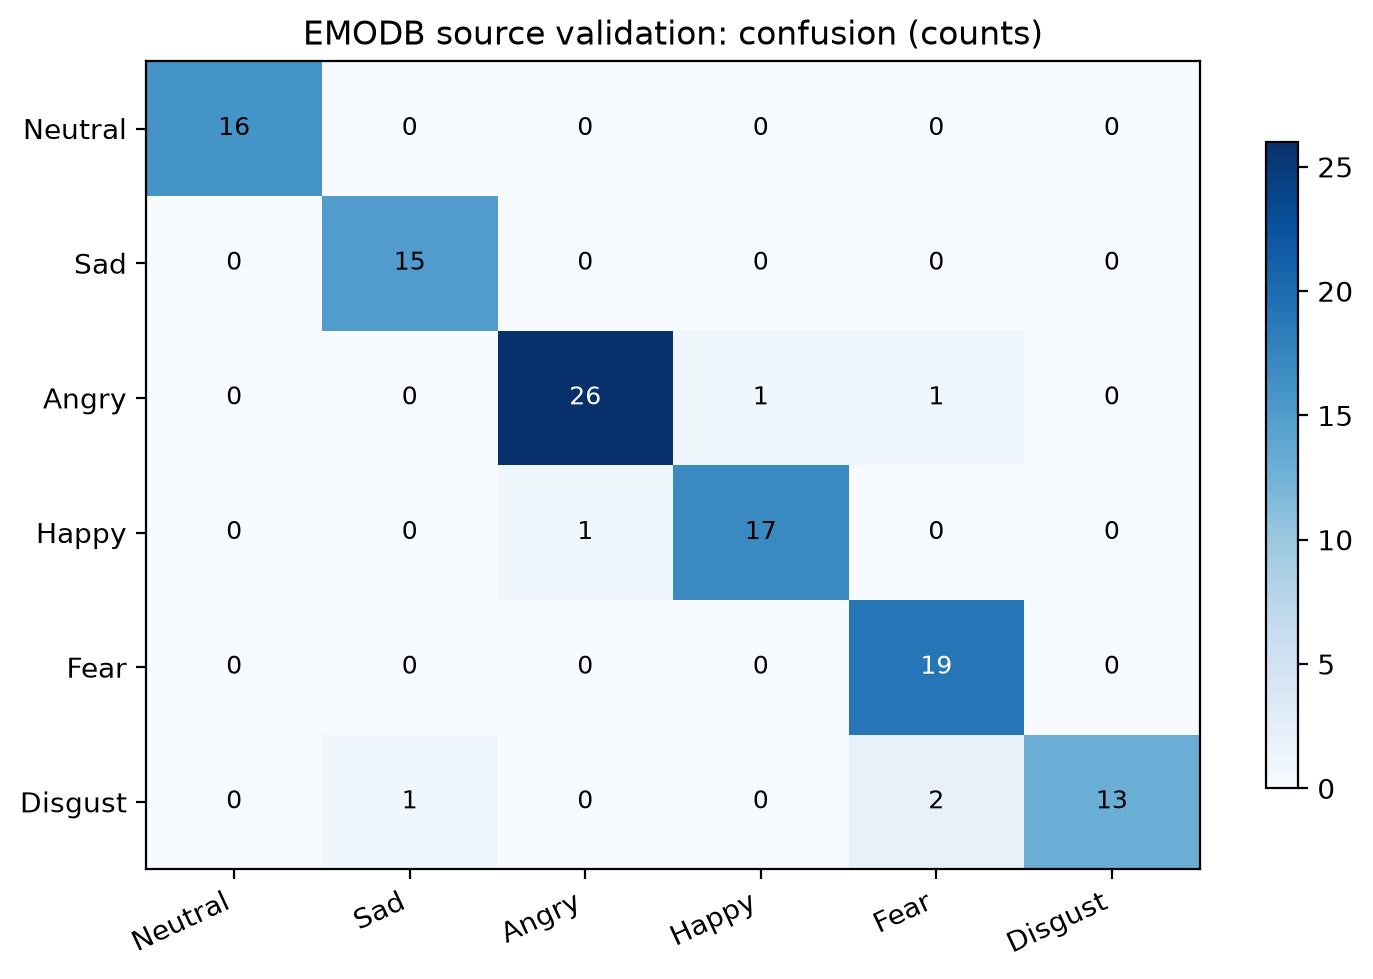 EMODB source validation: confusion (counts)
Neutral 16 0 0 0 0 0
Sad 0 15 0 0 0 0
Angry 0 0 26 1 1 0
Happy 0 0 1 17 0 0
Fear 0 0 0 0 19 0
Disgust 0 1 0 0 2 13
Neutral Sad Angry Happy Fear Disgust
25
20
15
10
5
0